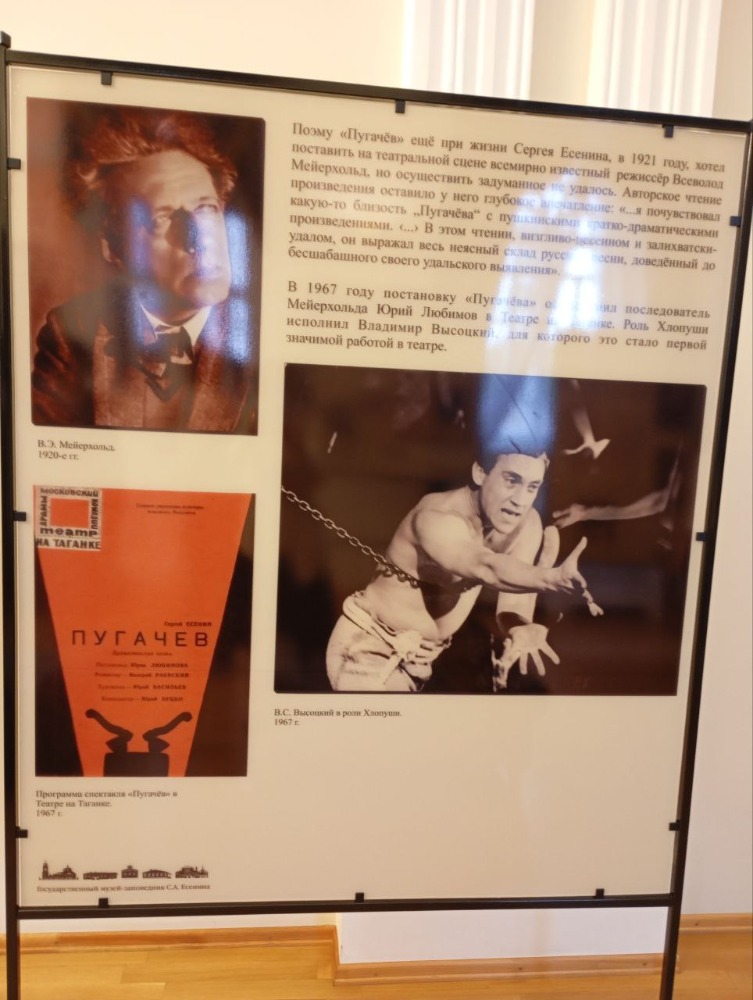 Поэму «Пугачёв» ещё при жизни Сергея Есенина, в 1921 году, хотел
поставить на театральной сцене всемирно известный режиссёр Всеволод
Мейерхольд, но осуществить задуманное не удалось. Авторское чтение
произведения оставило у него глубокое впечатление: «...я почувствовал
какую-то близость „Пугачёва“ с пушкинскими кратко-драматическими
произведениями. ‹...› В этом чтении, визгливо-песенном и залихватски-
удалом, он выражал весь неясный склад русской песни, доведённый до
бесшабашного своего удальского выявления».
В 1967 году постановку «Пугачёва» последователь
Мейерхольда Юрий Любимов в Театре на Таганке. Роль Хлопуши
исполнил Владимир Высоцкий, для которого это стало первой
значимой работой в театре.
В.Э. Мейерхольд.
1920-е гг.
МОСКОВСКИЙ
ДРАМЫ
театр
КОМЕДИИ
НА ТАГАНКЕ
Сергей ЕСЕНИН
ПУГАЧЕВ
Постановка Юрия ЛЮБИМОВА
Режиссер — Валерий РАЕВСКИЙ
Художник — Юрий ВАСИЛЬЕВ
Композитор — Юрий БУЦКО
В.С. Высоцкий в роли Хлопуши.
1967 г.
Программа спектакля «Пугачёв» в
Театре на Таганке.
1967 г.
Государственный музей-заповедник С.А. Есенина